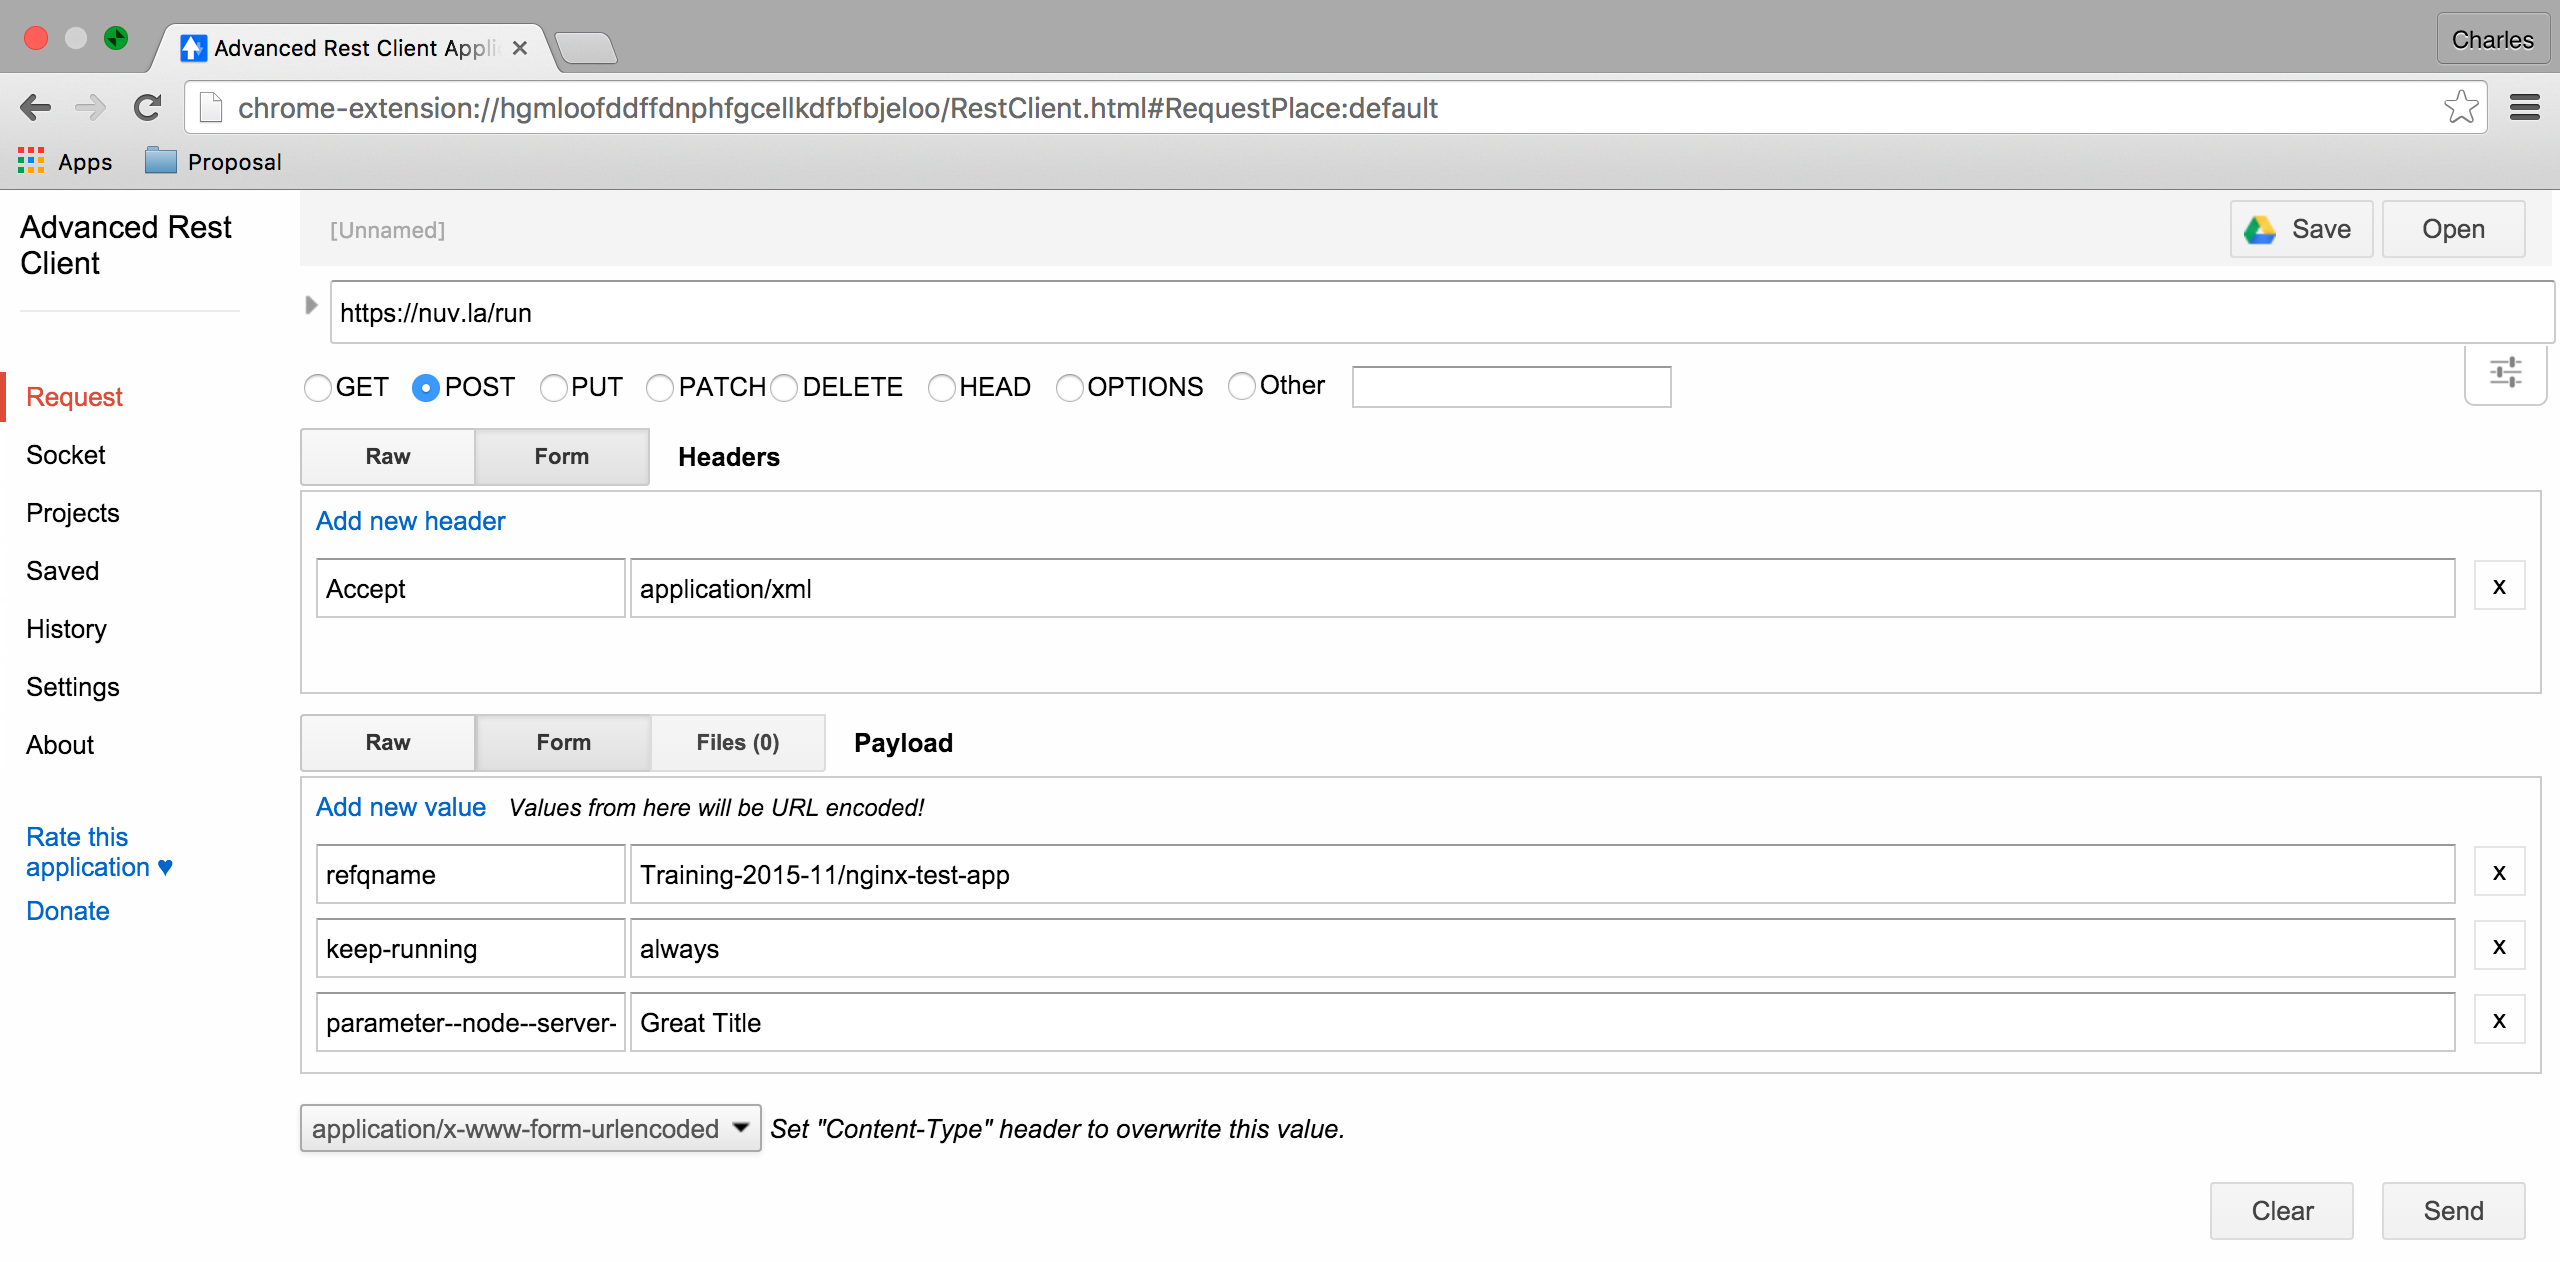 Advanced Rest Client Appli
Charles
chrome-extension://hgmloofddffdnphfgcellkdfbfbjeloo/RestClient.html#RequestPlace:default
Apps Proposal
Advanced Rest
Client
[Unnamed]
Save Open
https://nuv.la/run
GET POST PUT PATCH DELETE HEAD OPTIONS Other
Request
Socket
Projects
Saved
History
Settings
About
Rate this
application ♥
Donate
Raw Form Headers
Add new header
Accept application/xml x
Raw Form Files (0) Payload
Add new value Values from here will be URL encoded!
refqname Training-2015-11/nginx-test-app x
keep-running always x
parameter--node--server- Great Title x
application/x-www-form-urlencoded Set "Content-Type" header to overwrite this value.
Clear Send